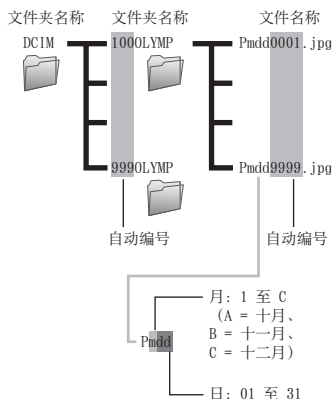 文件夹名称 文件夹名称 文件名称
DCIM 100OLYMP Pmdd0001.jpg
999OLYMP Pmdd9999.jpg
自动编号 自动编号
月: 1 至 C
(A = 十月、
B = 十一月、
C = 十二月)
Pmdd
日: 01 至 31